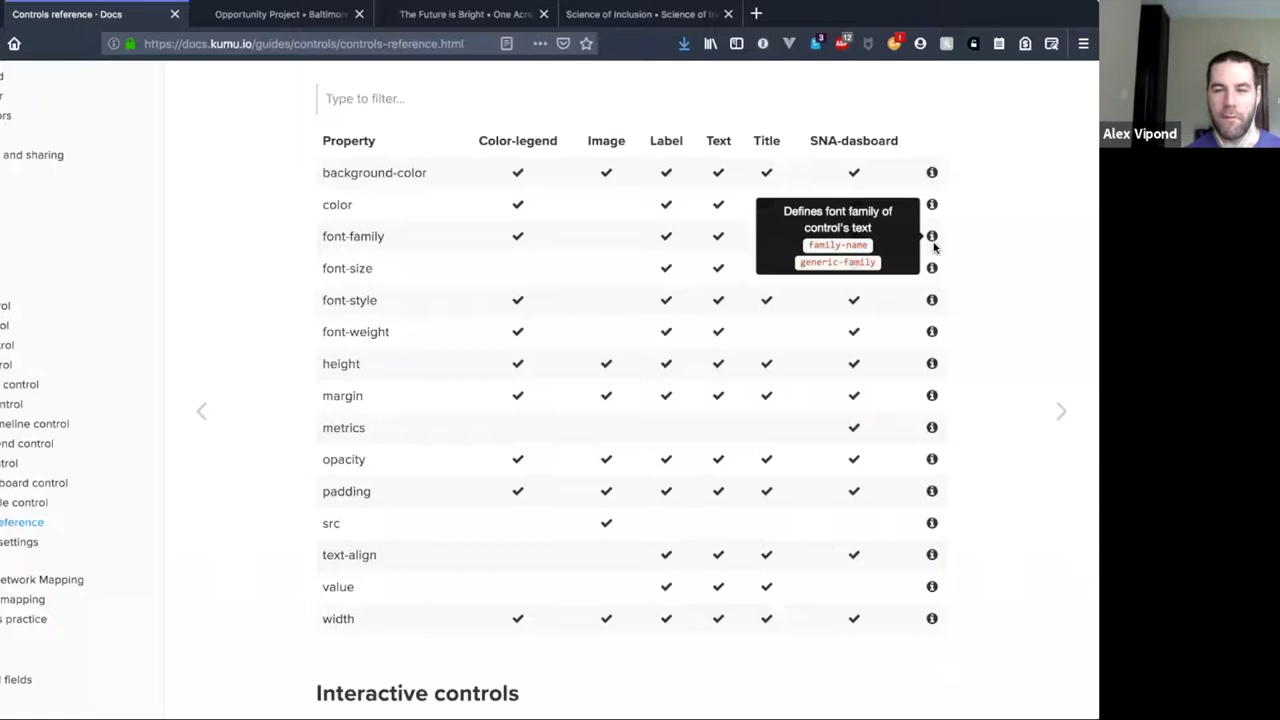 Controls reference • Docs
Opportunity Project • Baltimore
The Future is Bright • One Acre
Science of Inclusion • Science of In
https://docs.kumu.io/guides/controls/controls-reference.html
3
12
Alex Vipond
Type to filter...
Property Color-legend Image Label Text Title SNA-dasboard
background-color
color
font-family
font-size
font-style
font-weight
height
margin
metrics
opacity
padding
src
text-align
value
width
Defines font family of
control's text
family-name
generic-family
and sharing
control
meline control
end control
board control
le control
eference
settings
etwork Mapping
mapping
s practice
fields
Interactive controls